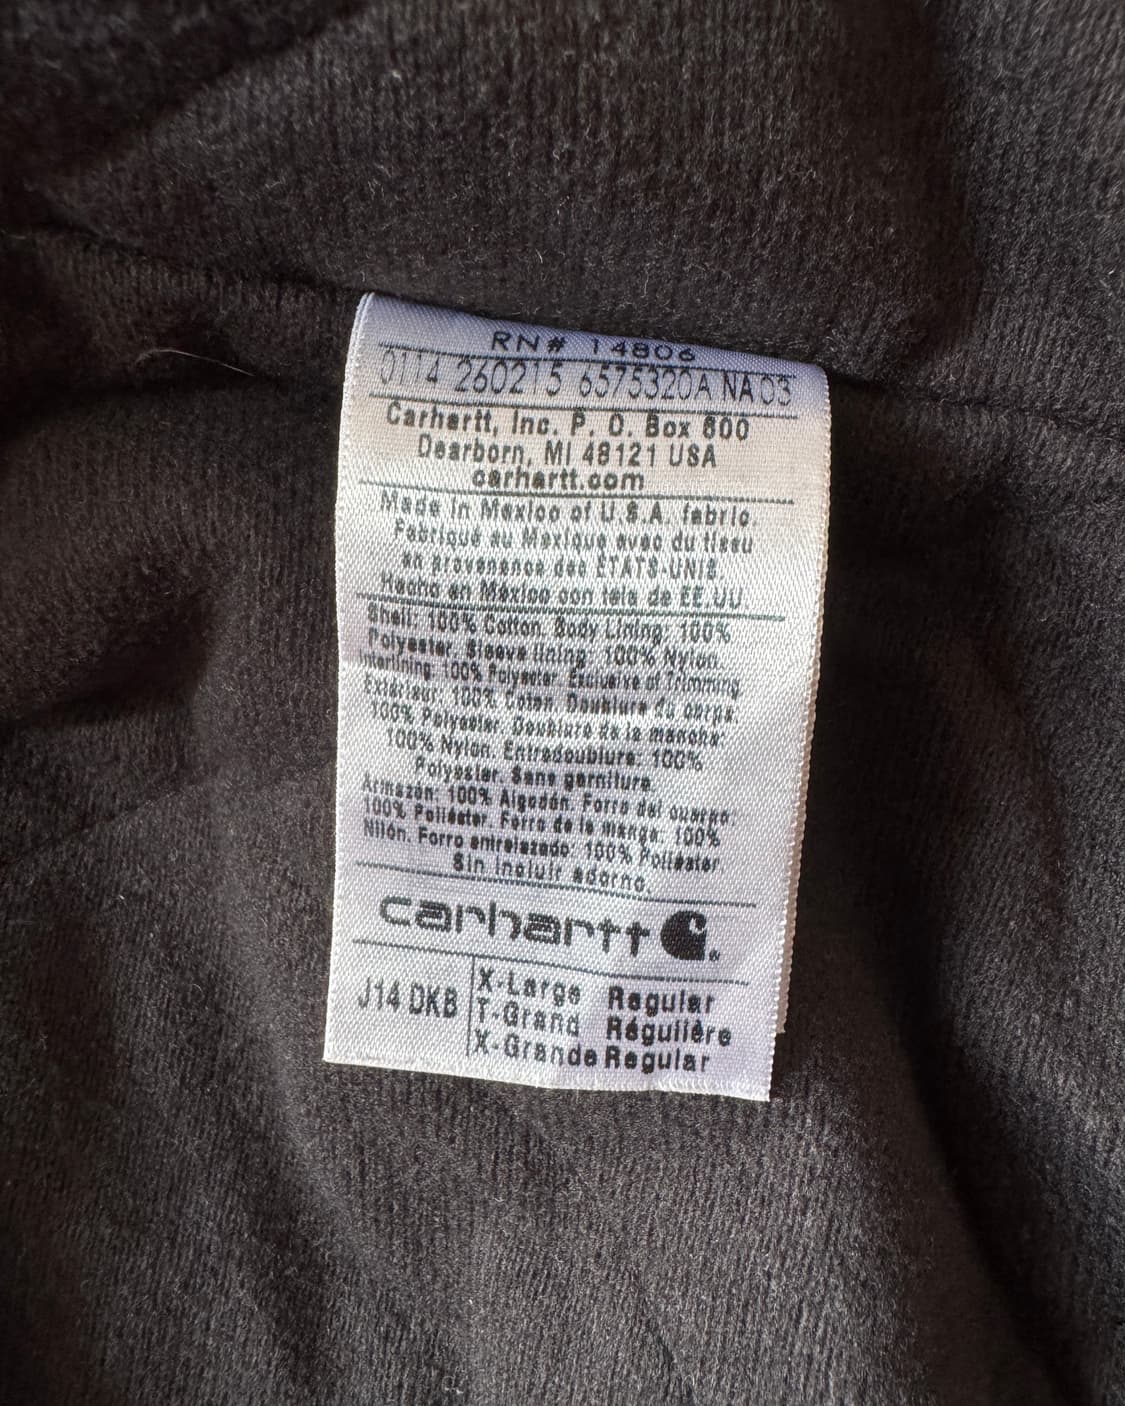 RN# 14806
0114 260215 6575320A NA03
Carhartt, Inc. P. O. Box 600
Dearborn, MI 48121 USA
carhartt.com
Made in Mexico of U.S.A. fabric.
Fabriqué au Mexique avec du tissu
en provenance des ÉTATS-UNIS.
Hecho en México con tela de EE UU
Shell: 100% Cotton. Body Lining: 100%
Polyester. Sleeve lining: 100% Nylon.
Interlining: 100% Polyester. Exclusive of Trimming
Extérieur: 100% Coton. Doublure du corps
100% Polyester. Doublure de la manche
100% Nylon. Entredoublure: 100%
Polyester. Sans garniture.
Armazón: 100% Algodón. Forro del cuerpo
100% Poliéster. Forro de la manga: 100%
Nilón. Forro entrelazado: 100% Poliéster
Sin incluir adorno.
carhartt
J14 DKB
X-Large Regular
T-Grand Régulière
X-Grande Regular